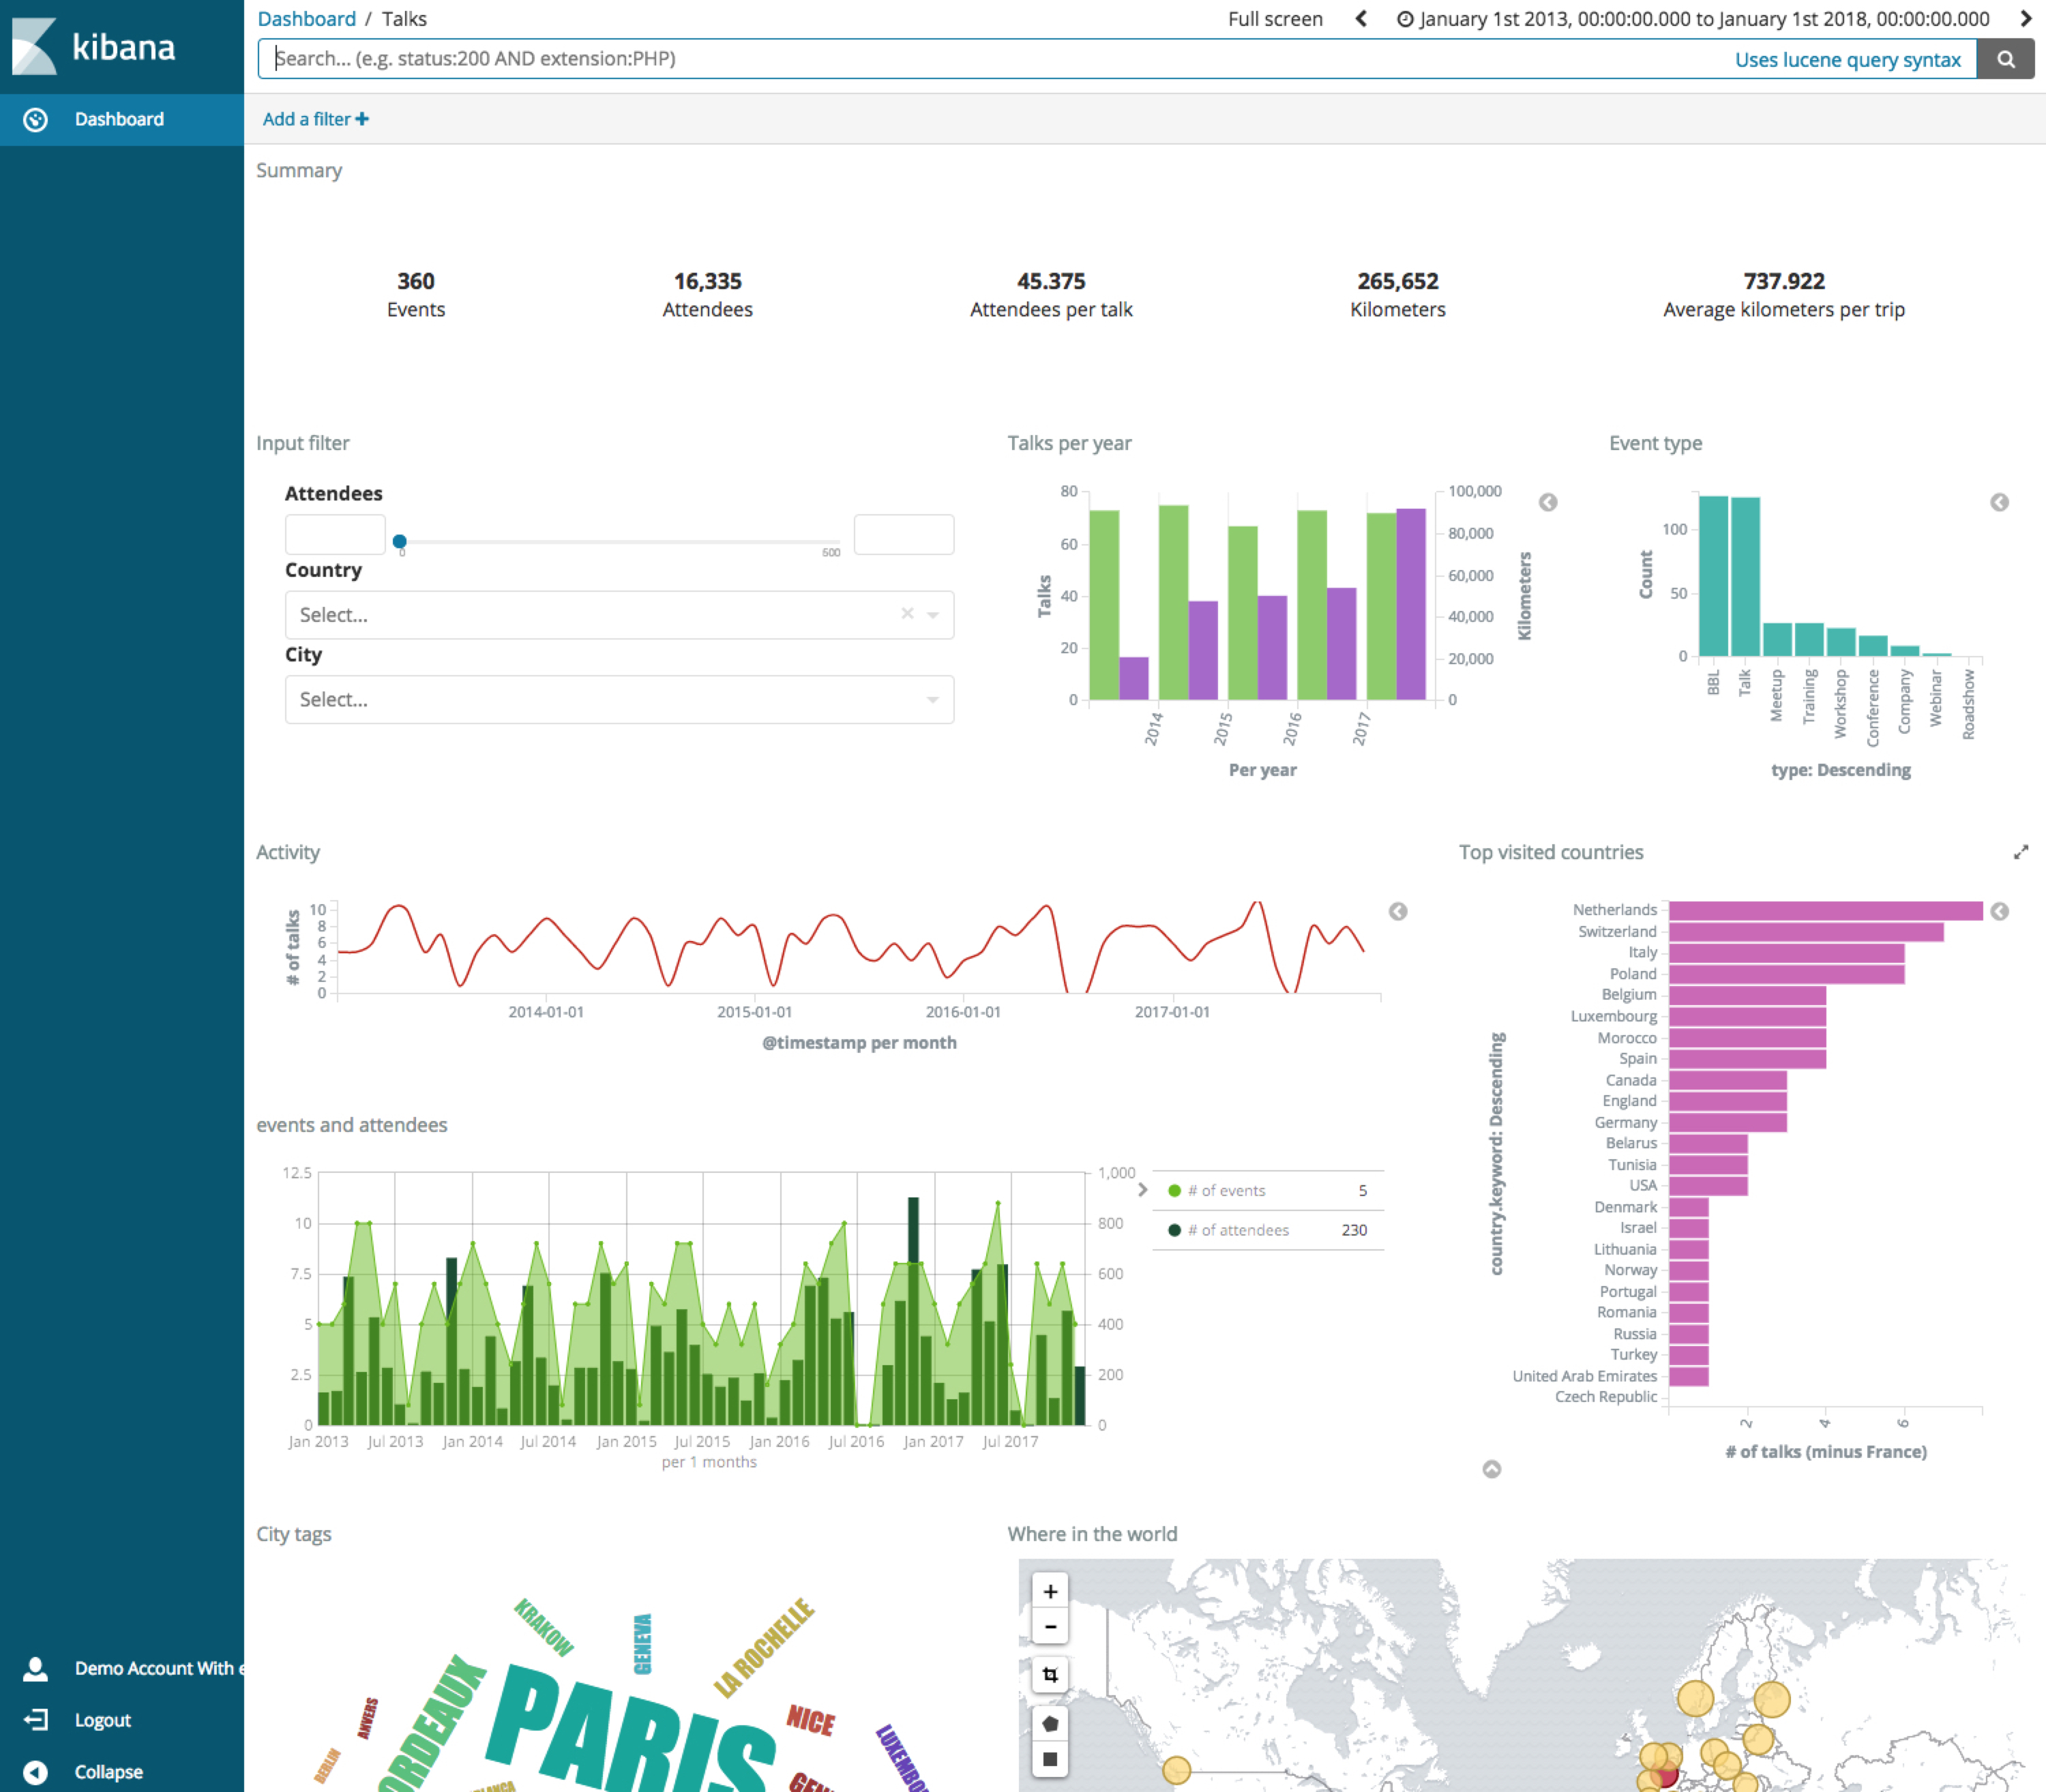 kibana
Dashboard / Talks
Full screen
January 1st 2013, 00:00:00.000 to January 1st 2018, 00:00:00.000
Search... (e.g. status:200 AND extension:PHP)
Uses lucene query syntax
Dashboard
Add a filter +
Summary
360
Events
16,335
Attendees
45.375
Attendees per talk
265,652
Kilometers
737.922
Average kilometers per trip
Input filter
Attendees
0
500
Country
Select...
City
Select...
Talks per year
80
60
40
20
0
Talks
100,000
80,000
60,000
40,000
20,000
0
Kilometers
2014
2015
2016
2017
Per year
Event type
100
50
0
Count
BBL
Talk
Meetup
Training
Workshop
Conference
Company
Webinar
Roadshow
type: Descending
Activity
# of talks
10
8
6
4
2
0
2014-01-01
2015-01-01
2016-01-01
2017-01-01
@timestamp per month
Top visited countries
Netherlands
Switzerland
Italy
Poland
Belgium
Luxembourg
Morocco
Spain
Canada
England
Germany
Belarus
Tunisia
USA
Denmark
Israel
Lithuania
Norway
Portugal
Romania
Russia
Turkey
United Arab Emirates
Czech Republic
country.keyword: Descending
2
4
6
# of talks (minus France)
events and attendees
12.5
10
7.5
5
2.5
0
1,000
800
600
400
200
0
Jan 2013
Jul 2013
Jan 2014
Jul 2014
Jan 2015
Jul 2015
Jan 2016
Jul 2016
Jan 2017
Jul 2017
per 1 months
# of events 5
# of attendees 230
City tags
KRAKOW
GENEVA
LA ROCHELLE
PARIS
NICE
ANVERS
BERLIN
Where in the world
+
-
Demo Account With e
Logout
Collapse